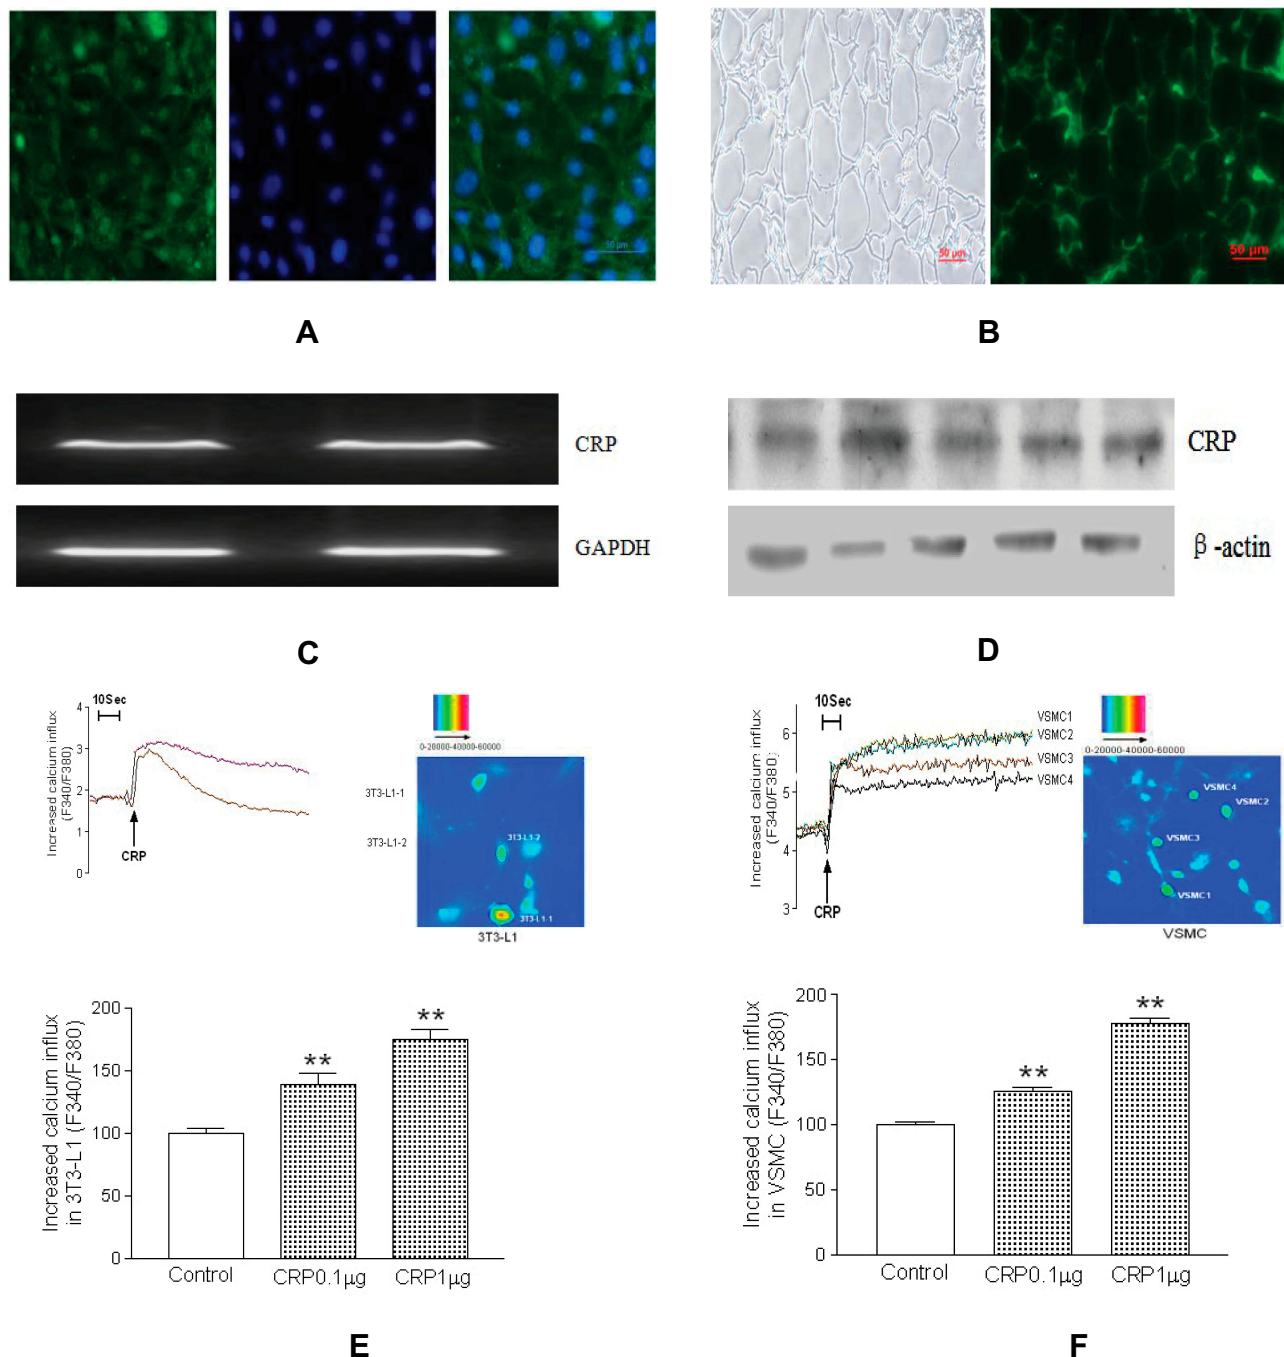 50 μm
50 μm
50 μm
A
B
CRP
GAPDH
CRP
β-actin
C
D
10Sec
4
3
2
1
0
Increased calcium influx
(F340/F380)
CRP
0-20000-40000-60000
3T3-L1-1
3T3-L1-2
3T3-L1-2
3T3-L1-1
3T3-L1
10Sec
6
5
4
3
Increased calcium influx
(F340/F380)
CRP
VSMC1
VSMC2
VSMC3
VSMC4
0-20000-40000-60000
VSMC4
VSMC2
VSMC3
VSMC1
VSMC
200
150
100
50
0
Increased calcium influx
in 3T3-L1 (F340/F380)
**
**
Control
CRP0.1μg
CRP1μg
200
150
100
50
0
Increased calcium influx
in VSMC (F340/F380)
**
**
Control
CRP0.1μg
CRP1μg
E
F